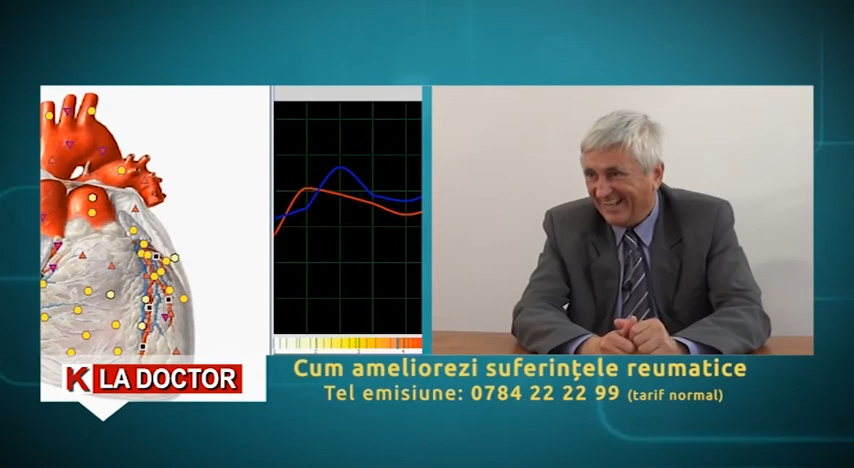 K LA DOCTOR
Cum ameliorezi suferințele reumatice
Tel emisiune: 0784 22 22 99 (tarif normal)